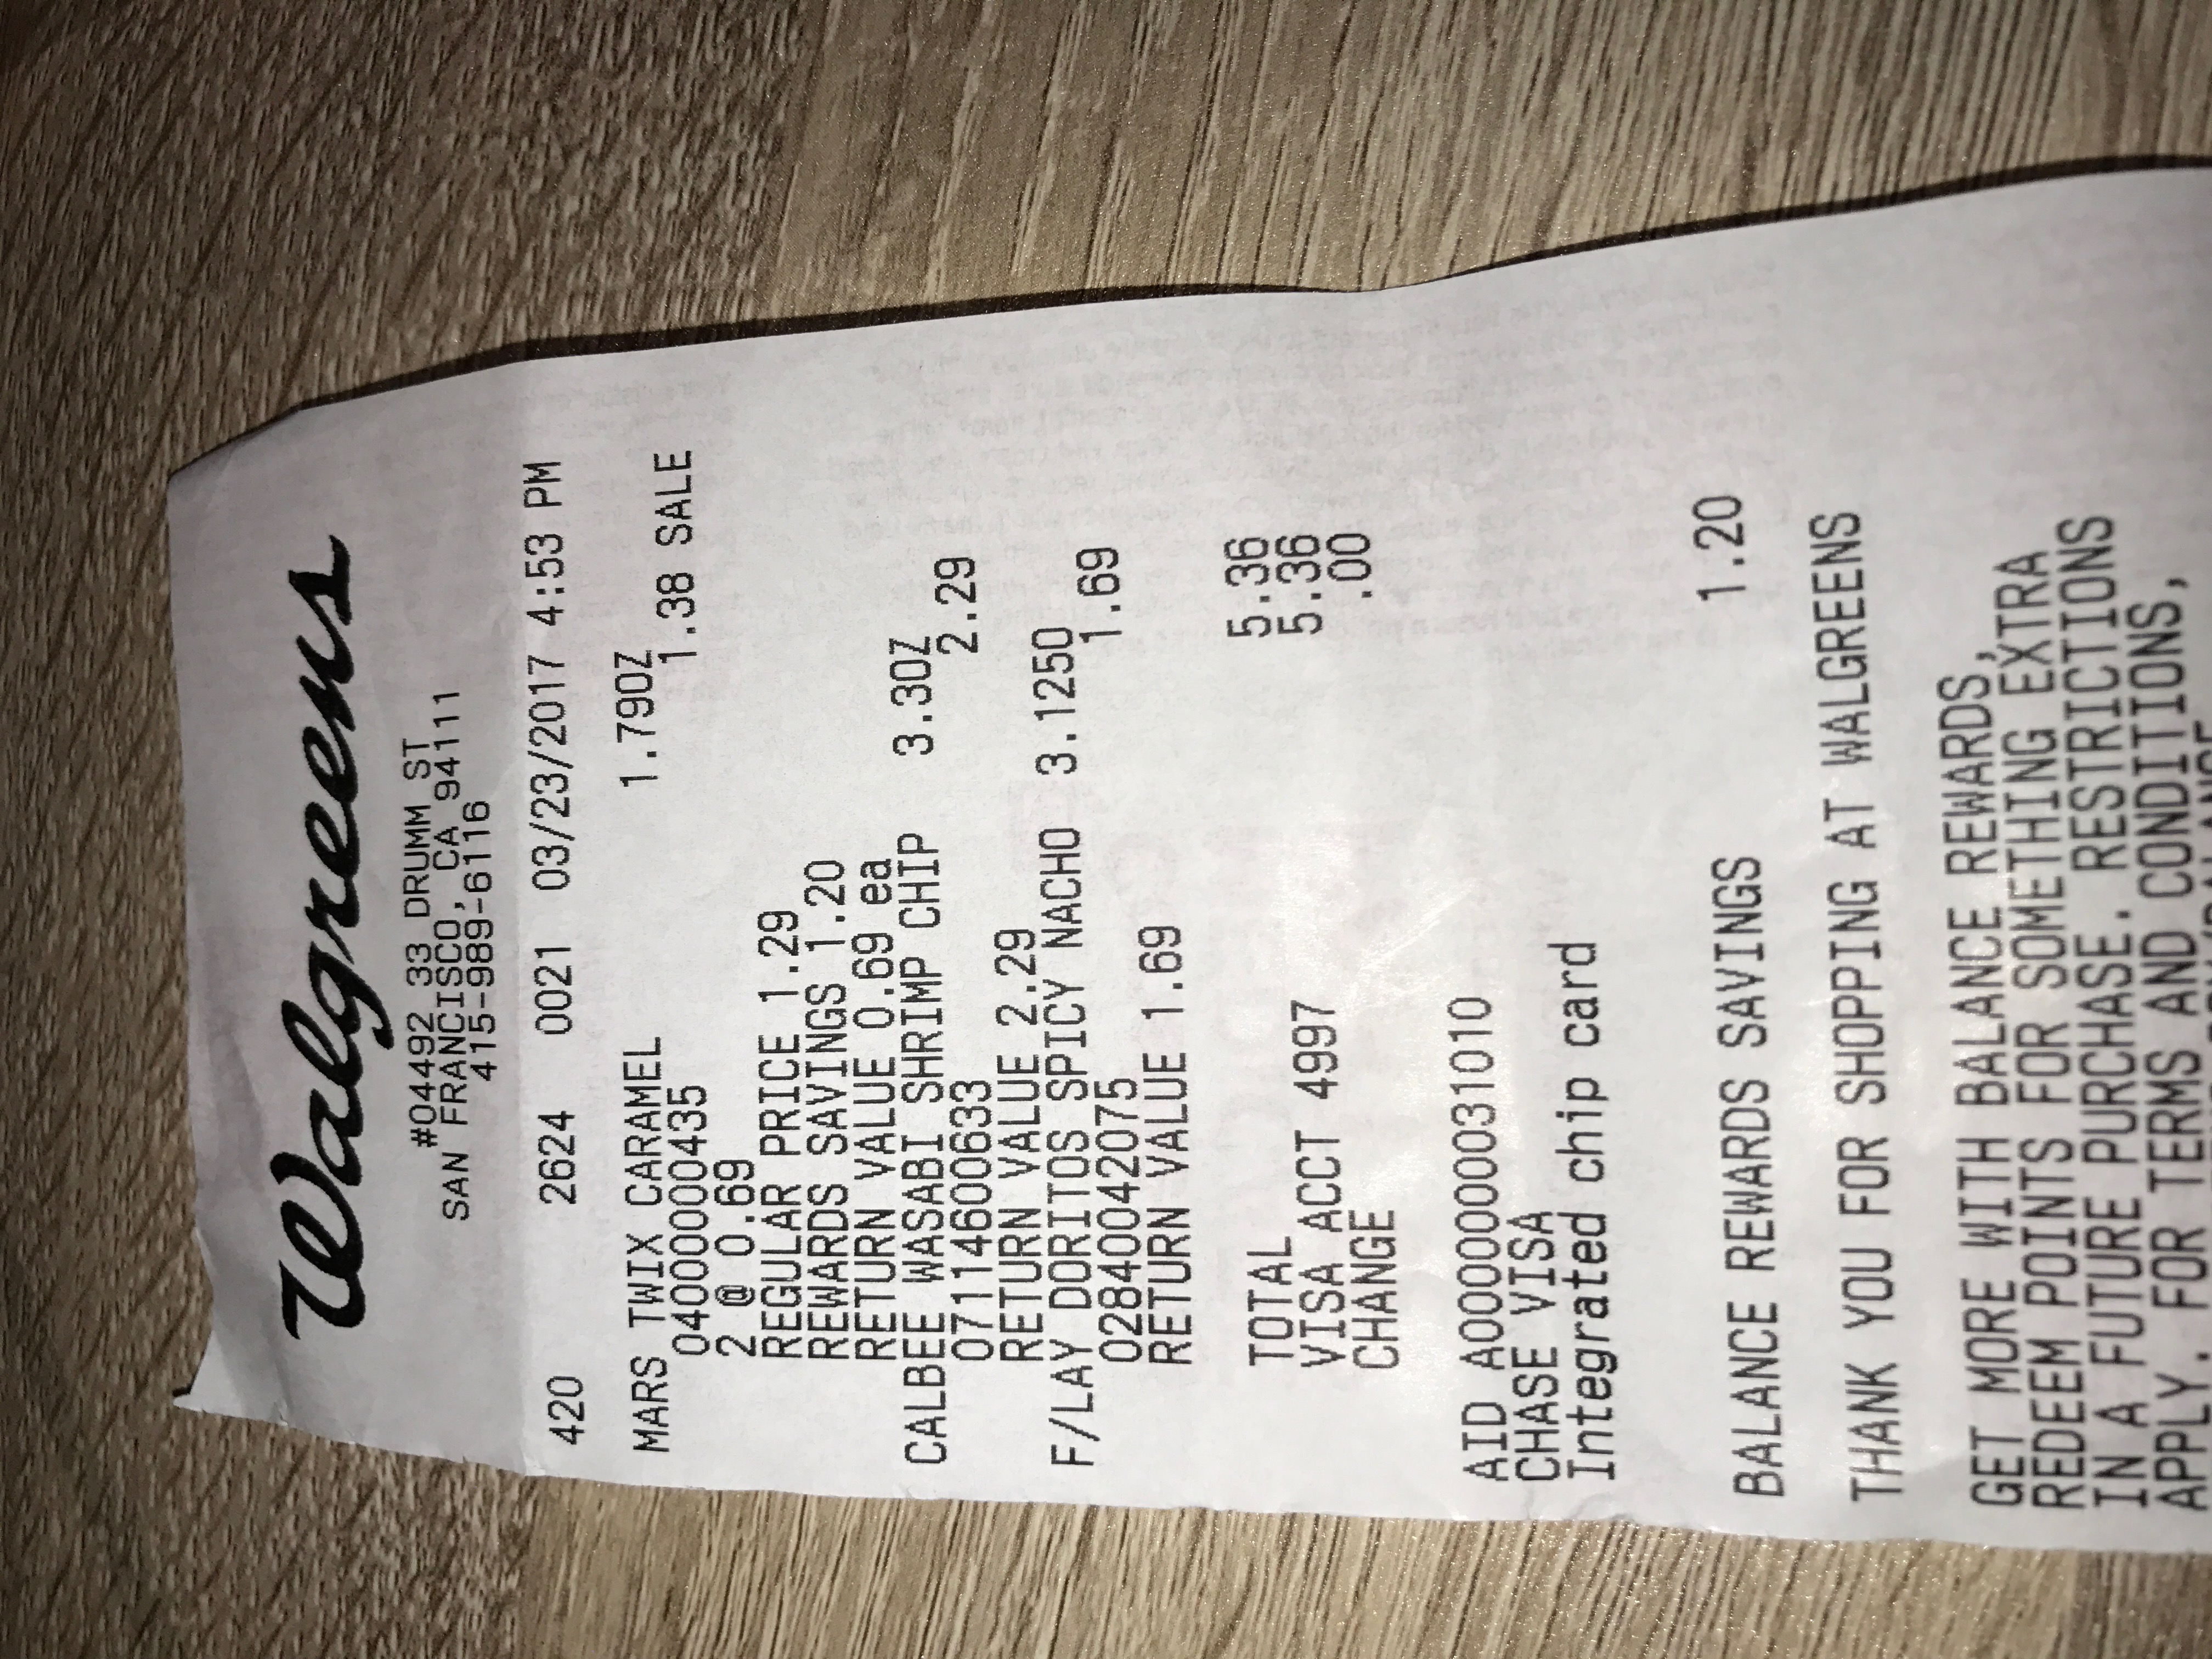 Walgreens
#04492 33 DRUMM ST
SAN FRANCISCO, CA 94111
415-989-6116
420 2624 0021 03/23/2017 4:53 PM
MARS TWIX CARAMEL 1.79OZ
04000000435 1.38 SALE
2 @ 0.69
REGULAR PRICE 1.29
REWARDS SAVINGS 1.20
RETURN VALUE 0.69 ea
CALBEE WASABI SHRIMP CHIP 3.3OZ
07114600633 2.29
RETURN VALUE 2.29
F/LAY DORITOS SPICY NACHO 3.125O
02840042075 1.69
RETURN VALUE 1.69
TOTAL 5.36
VISA ACCT 4997 5.36
CHANGE .00
AID A0000000031010
CHASE VISA
Integrated chip card
BALANCE REWARDS SAVINGS 1.20
THANK YOU FOR SHOPPING AT WALGREENS
GET MORE WITH BALANCE REWARDS,
REDEEM POINTS FOR SOMETHING EXTRA
IN A FUTURE PURCHASE. RESTRICTIONS
APPLY. FOR TERMS AND CONDITIONS,